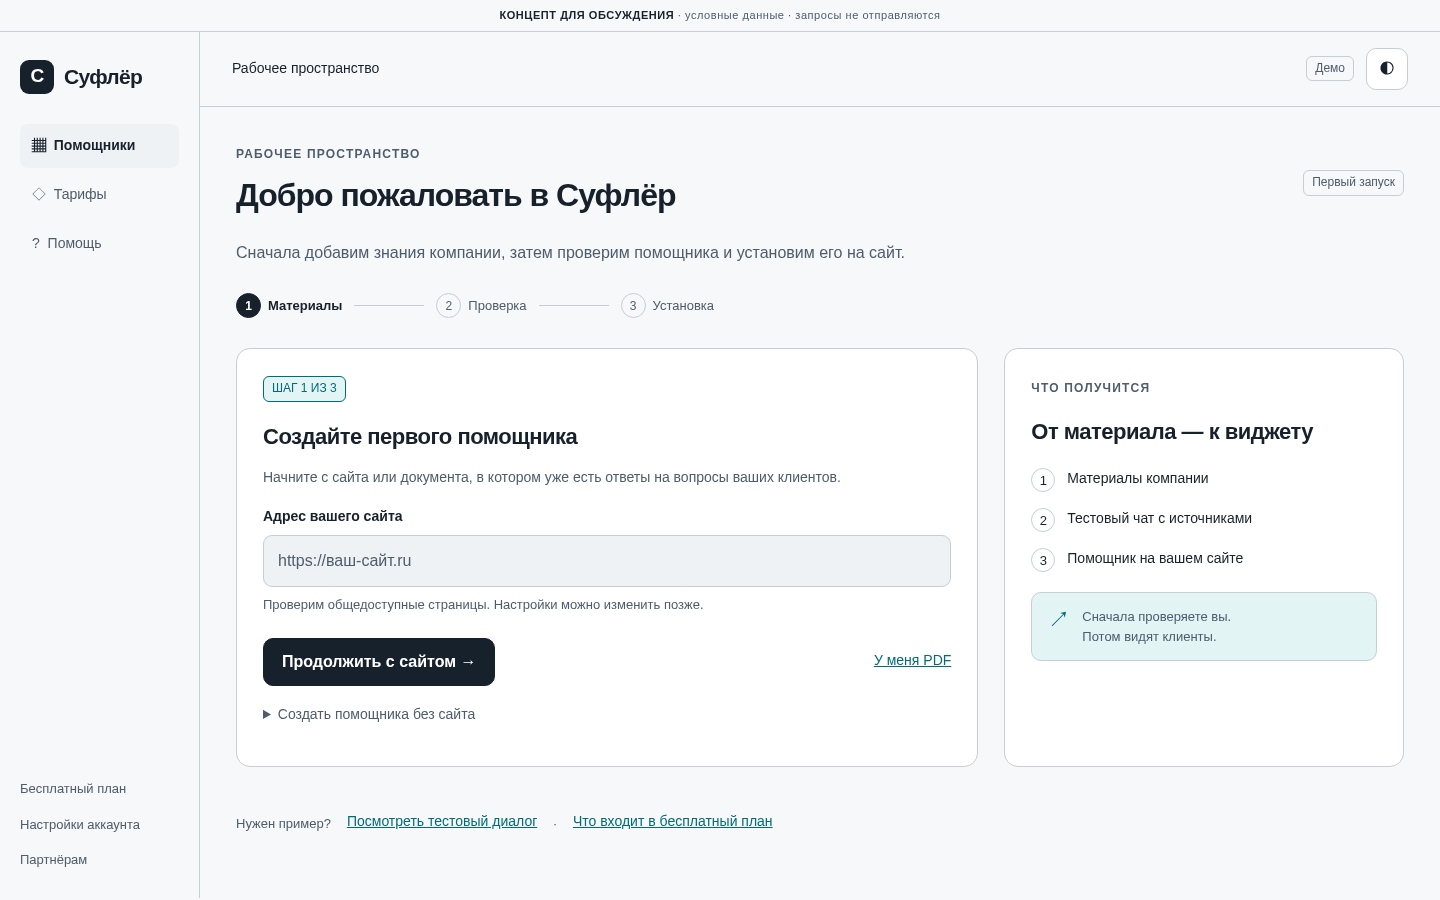 КОНЦЕПТ ДЛЯ ОБСУЖДЕНИЯ · условные данные · запросы не отправляются
С Суфлёр
Помощники
Тарифы
? Помощь
Бесплатный план
Настройки аккаунта
Партнёрам
Рабочее пространство
Демо
РАБОЧЕЕ ПРОСТРАНСТВО
Добро пожаловать в Суфлёр
Первый запуск
Сначала добавим знания компании, затем проверим помощника и установим его на сайт.
1 Материалы 2 Проверка 3 Установка
ШАГ 1 ИЗ 3
Создайте первого помощника
Начните с сайта или документа, в котором уже есть ответы на вопросы ваших клиентов.
Адрес вашего сайта
https://ваш-сайт.ru
Проверим общедоступные страницы. Настройки можно изменить позже.
Продолжить с сайтом →
У меня PDF
Создать помощника без сайта
ЧТО ПОЛУЧИТСЯ
От материала — к виджету
1 Материалы компании
2 Тестовый чат с источниками
3 Помощник на вашем сайте
Сначала проверяете вы.
Потом видят клиенты.
Нужен пример? Посмотреть тестовый диалог · Что входит в бесплатный план